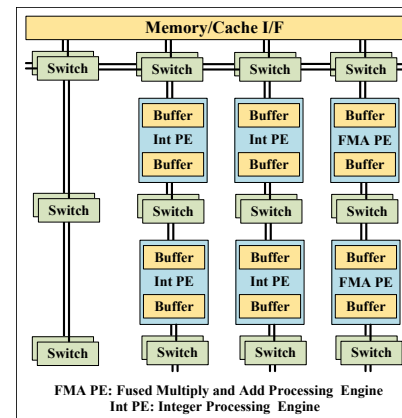 Memory/Cache I/F
Switch Switch Switch Switch
Buffer Buffer Buffer
Int PE Int PE FMA PE
Buffer Buffer Buffer
Switch Switch Switch Switch
Buffer Buffer Buffer
Int PE Int PE FMA PE
Buffer Buffer Buffer
Switch Switch Switch Switch
FMA PE: Fused Multiply and Add Processing Engine
Int PE: Integer Processing Engine